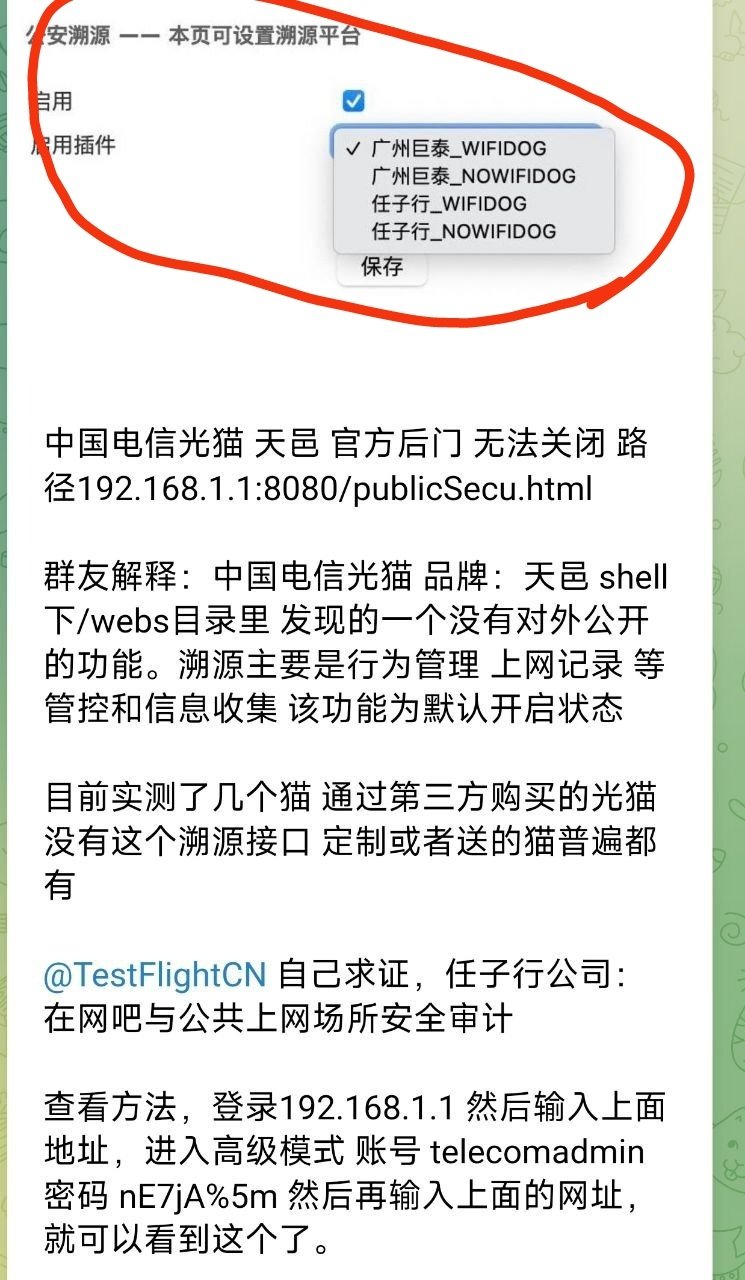 公安溯源 —— 本页可设置溯源平台
启用
启用插件
✓ 广州巨泰_WIFIDOG
广州巨泰_NOWIFIDOG
任子行_WIFIDOG
任子行_NOWIFIDOG
保存
中国电信光猫 天邑 官方后门 无法关闭 路
径192.168.1.1:8080/publicSecu.html
群友解释：中国电信光猫 品牌：天邑 shell
下/webs目录里 发现的一个没有对外公开
的功能。溯源主要是行为管理 上网记录 等
管控和信息收集 该功能为默认开启状态
目前实测了几个猫 通过第三方购买的光猫
没有这个溯源接口 定制或者送的猫普遍都
有
@TestFlightCN 自己求证，任子行公司：
在网吧与公共上网场所安全审计
查看方法，登录192.168.1.1 然后输入上面
地址，进入高级模式 账号 telecomadmin
密码 nE7jA%5m 然后再输入上面的网址，
就可以看到这个了。